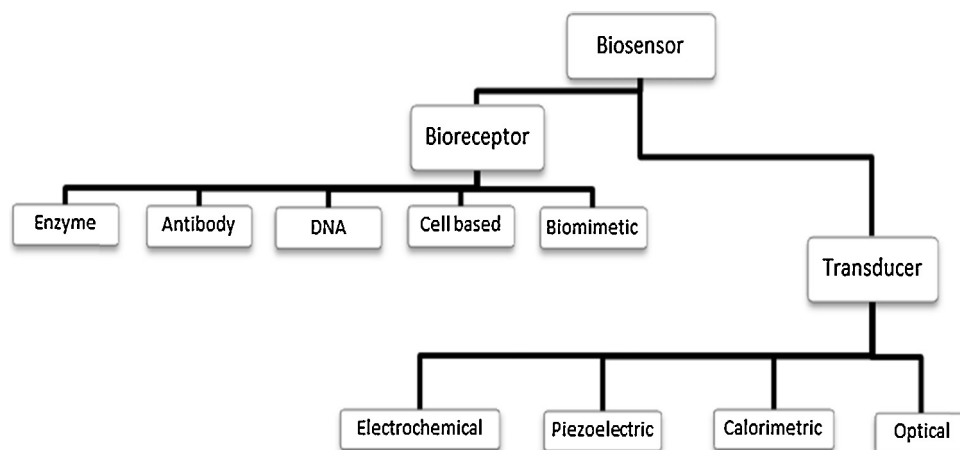 Biosensor
Bioreceptor
Enzyme
Antibody
DNA
Cell based
Biomimetic
Transducer
Electrochemical
Piezoelectric
Calorimetric
Optical